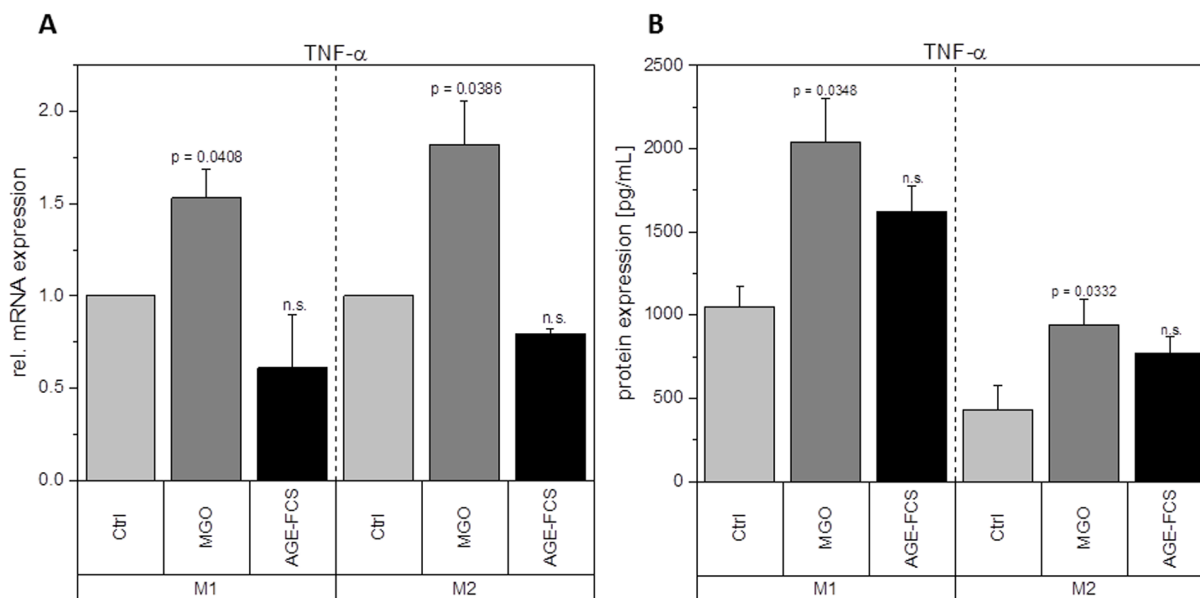 A
TNF-α
rel. mRNA expression
2.0
1.5
1.0
0.5
0.0
p = 0.0408
n.s.
p = 0.0386
n.s.
Ctrl
MGO
AGE-FCS
Ctrl
MGO
AGE-FCS
M1
M2
B
TNF-α
protein expression [pg/mL]
2500
2000
1500
1000
500
0
p = 0.0348
n.s.
p = 0.0332
n.s.
Ctrl
MGO
AGE-FCS
Ctrl
MGO
AGE-FCS
M1
M2